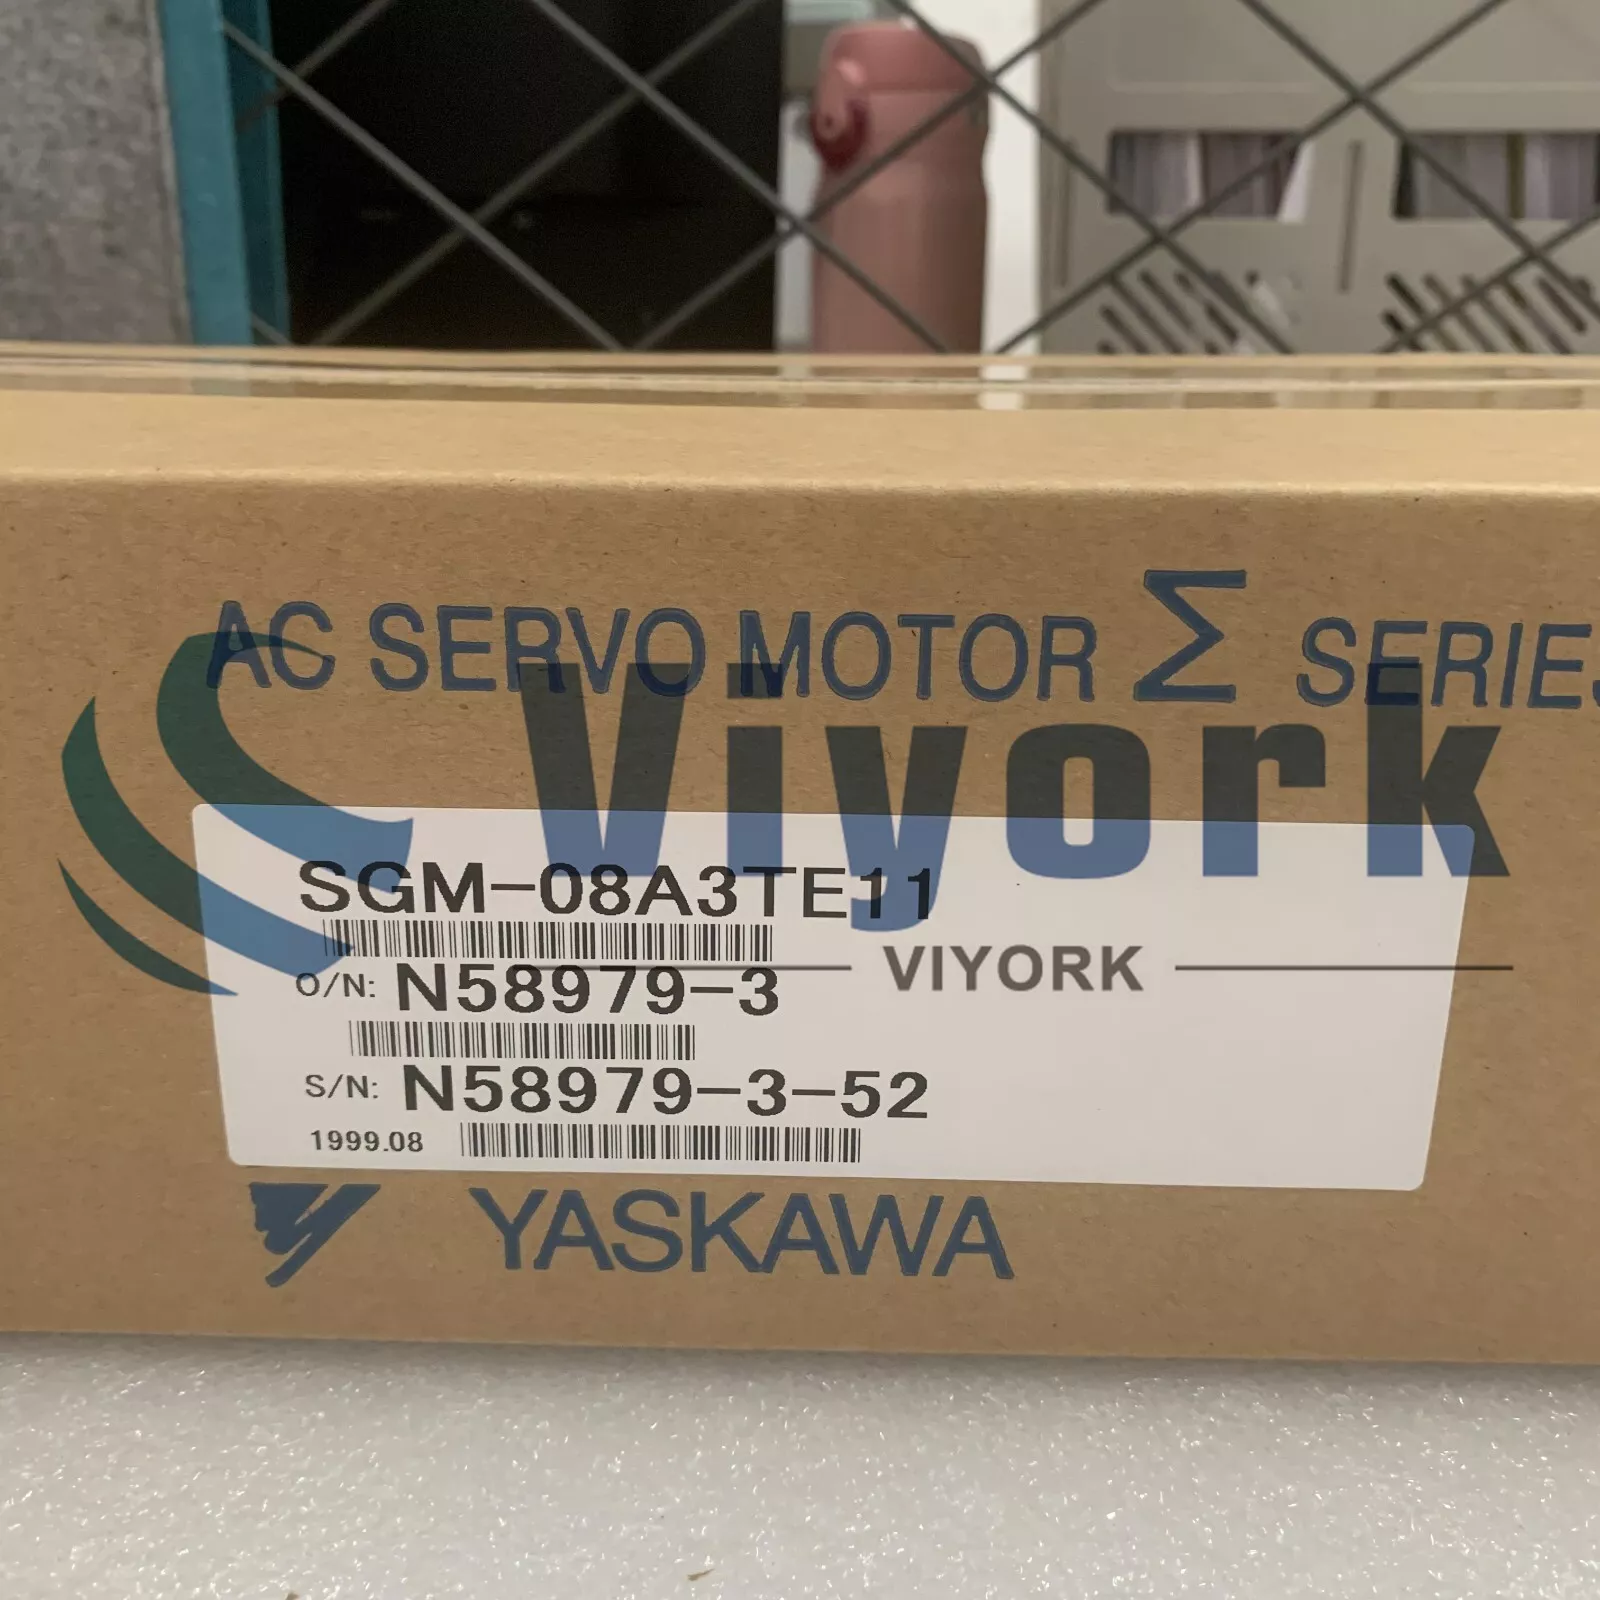 AC SERVO MOTOR Σ SERIES
Viyork
SGM-08A3TE11
VIYORK
O/N: N58979-3
S/N: N58979-3-52
1999.08
YASKAWA